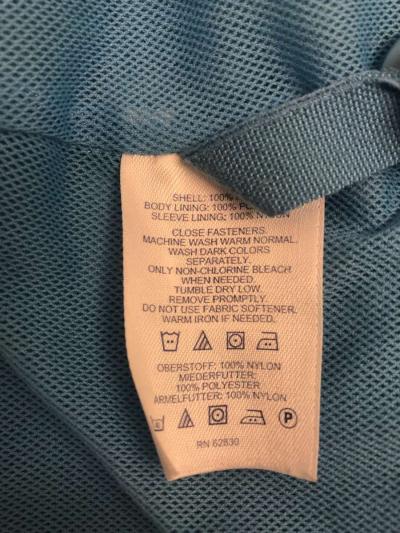 SHELL: 100%
BODY LINING: 100%
SLEEVE LINING: 100% NYLON
CLOSE FASTENERS.
MACHINE WASH WARM NORMAL.
WASH DARK COLORS
SEPARATELY.
ONLY NON-CHLORINE BLEACH
WHEN NEEDED.
TUMBLE DRY LOW.
REMOVE PROMPTLY.
DO NOT USE FABRIC SOFTENER.
WARM IRON IF NEEDED.
OBERSTOFF: 100% NYLON
MIEDERFUTTER:
100% POLYESTER
ARMELFUTTER: 100% NYLON
P
RN 62830